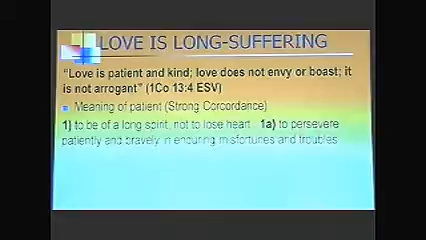 LOVE IS LONG-SUFFERING
“Love is patient and kind; love does not envy or boast; it
is not arrogant” (1Co 13:4 ESV)
Meaning of patient (Strong Corcordance)
1) to be of a long spirit, not to lose heart 1a) to persevere
patiently and bravely in enduring misfortunes and troubles